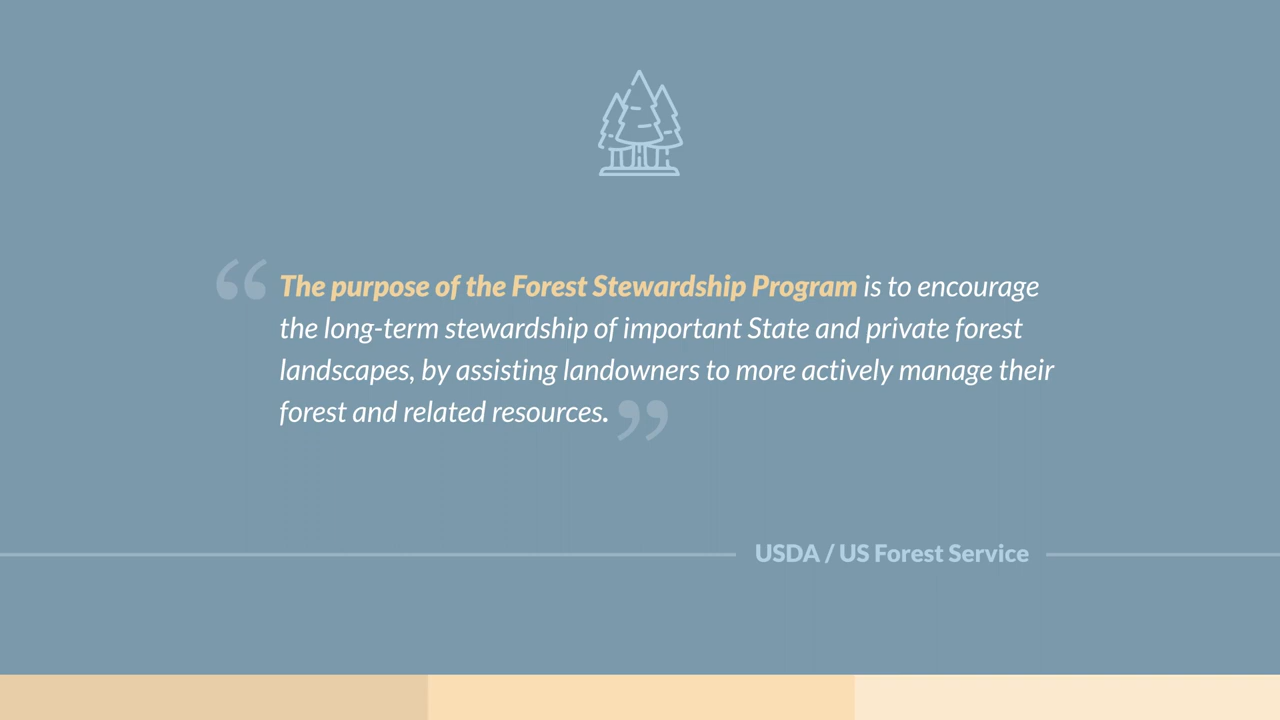 “ The purpose of the Forest Stewardship Program is to encourage
the long-term stewardship of important State and private forest
landscapes, by assisting landowners to more actively manage their
forest and related resources. ”
USDA / US Forest Service